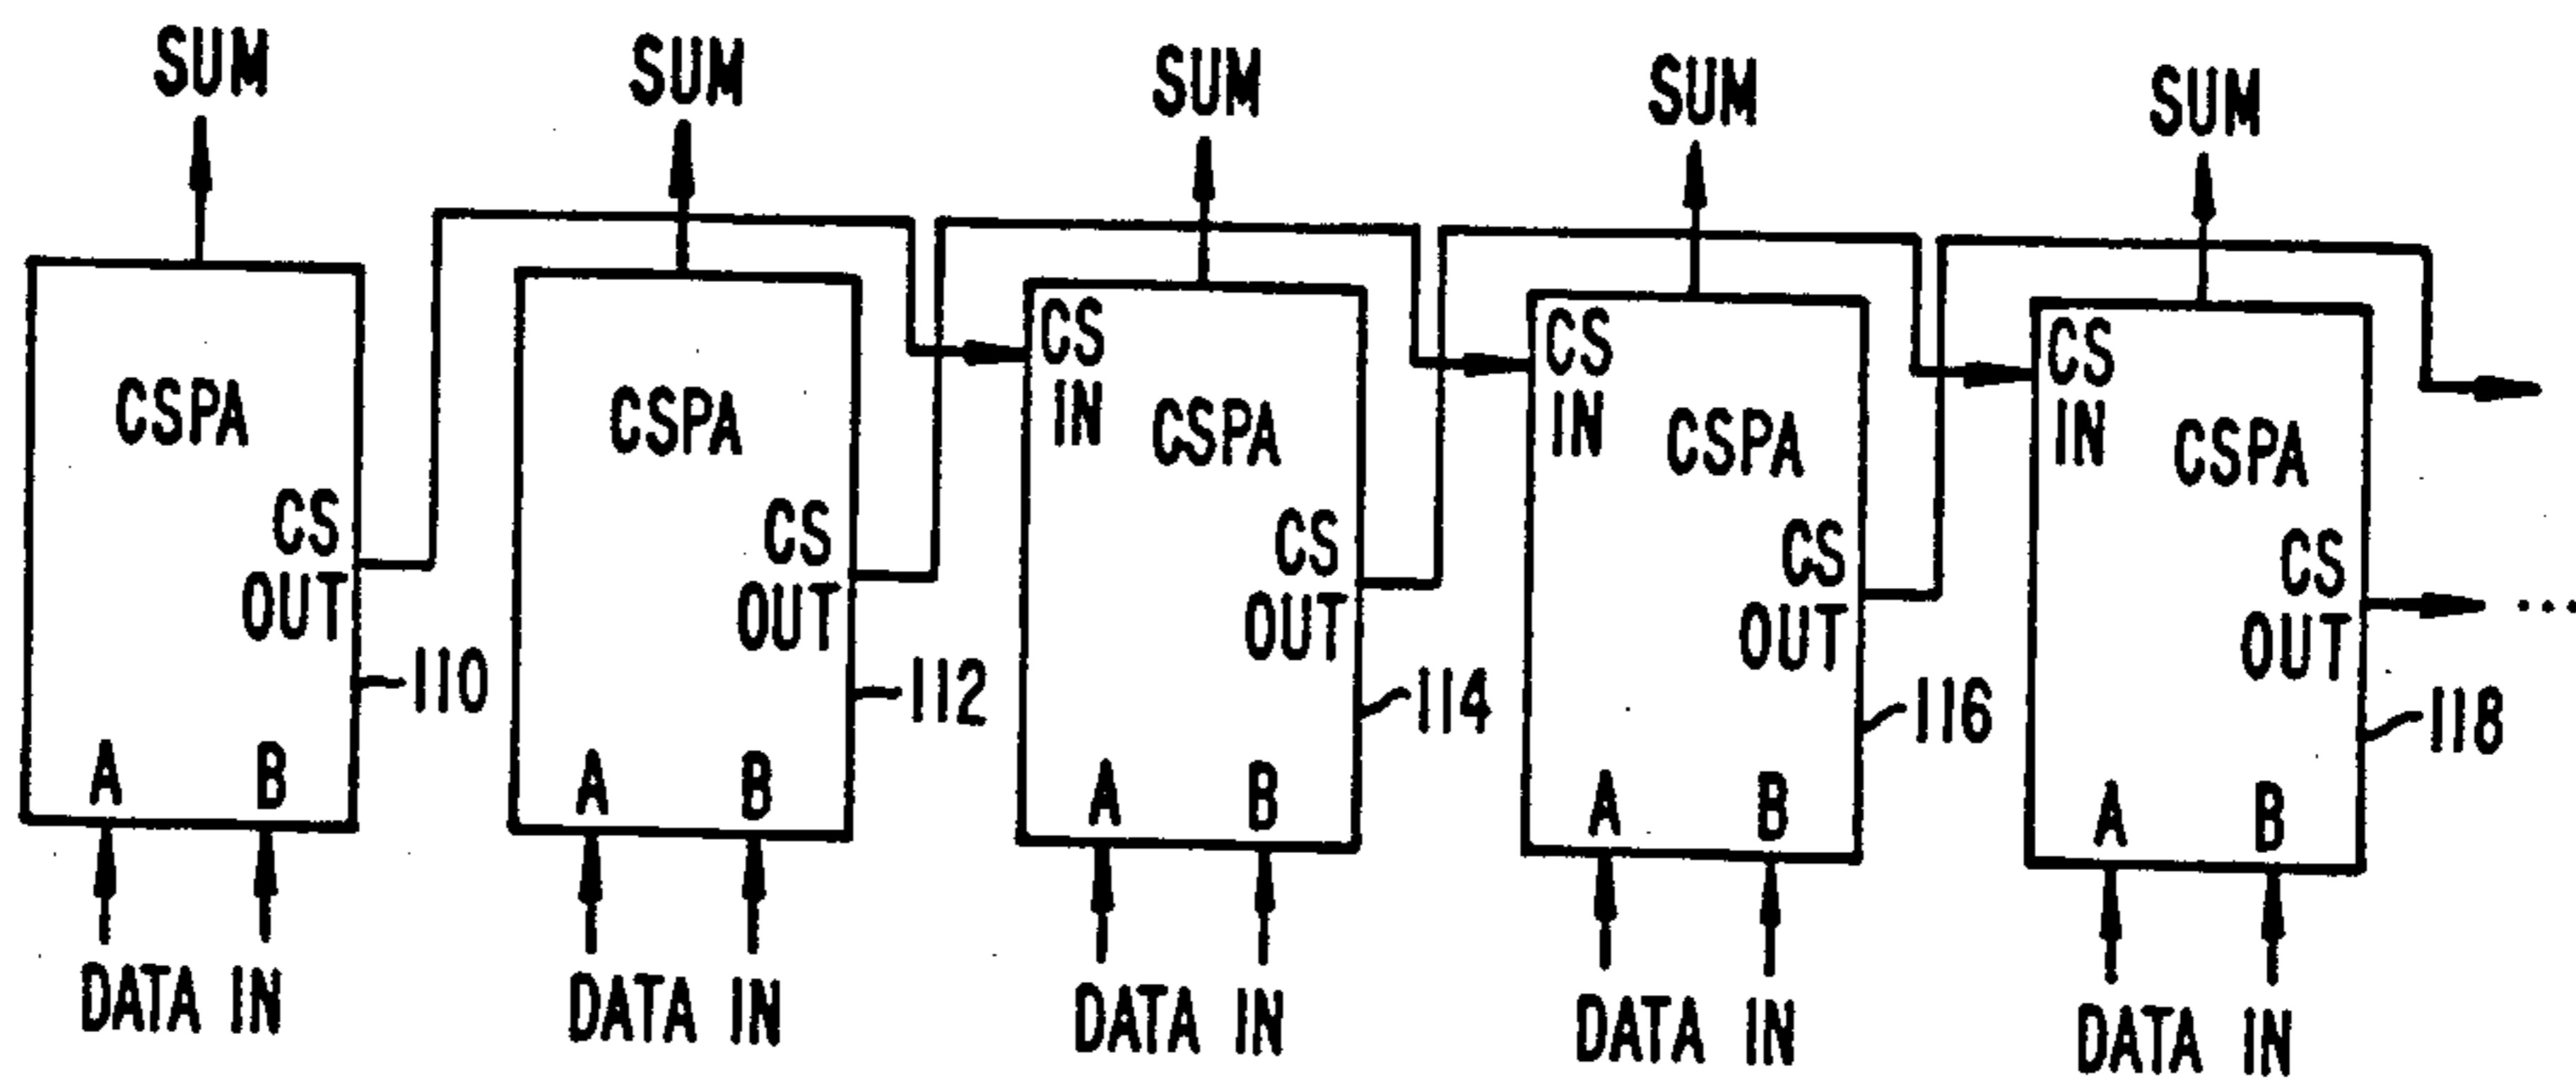 SUM SUM SUM SUM SUM
CS IN CS IN CS IN
CSPA CSPA CSPA CSPA CSPA
CS OUT CS OUT CS OUT CS OUT CS OUT ...
110 112 114 116 118
A B A B A B A B A B
DATA IN DATA IN DATA IN DATA IN DATA IN